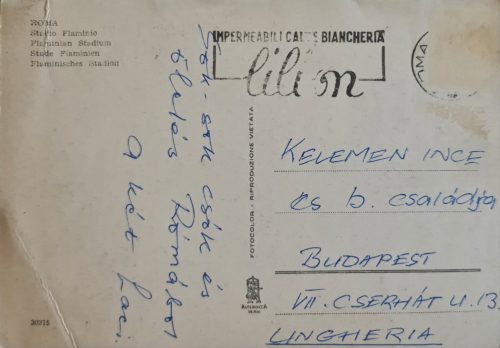 ROMA
Stadio Flaminio
Flaminian Stadium
Stade Flaminien
Flaminisches Stadion
IMPERMEABILI CALZE BIANCHERIA
lilion
ROMA
Sok-sok csók és
ölelés Rómából
a két Laci
FOTOCOLOR - RIPRODUZIONE VIETATA
KELEMEN INCE
és b. családja
BUDAPEST
VII. CSERHÁT U. 13.
UNGHERIA